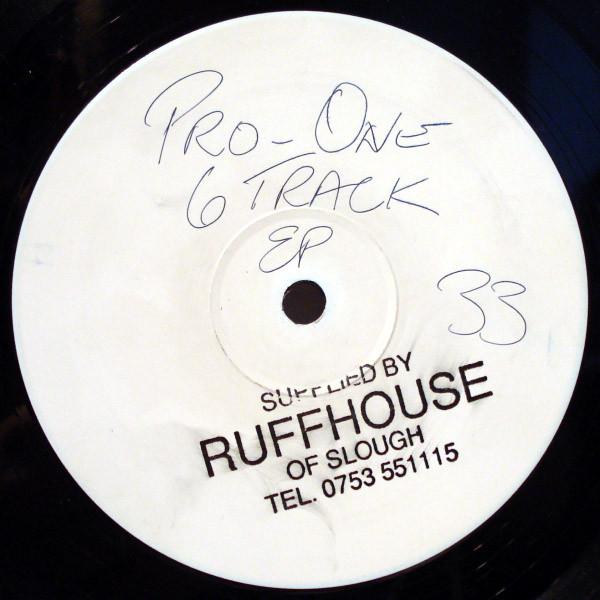 PRO-ONE
6 TRACK
EP
33
SUPPLIED BY
RUFFHOUSE
OF SLOUGH
TEL. 0753 551115